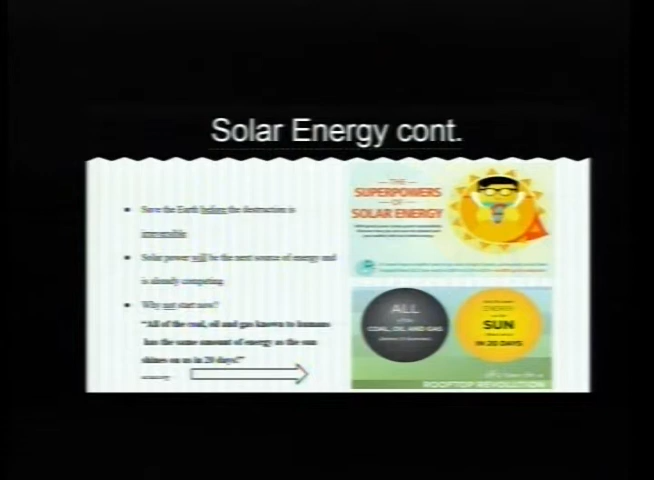 Solar Energy cont.
• Save the Earth before the destruction is
irreversible
• Solar power will be the next source of energy and
is already competing
• Why not start now?
"All of the coal, oil and gas known to humans
has the same amount of energy as the sun
shines on us in 20 days!"
THE
SUPERPOWERS
OF
SOLAR ENERGY
ALL
COAL, OIL AND GAS
ENERGY
SUN
IN 20 DAYS
ROOFTOP REVOLUTION